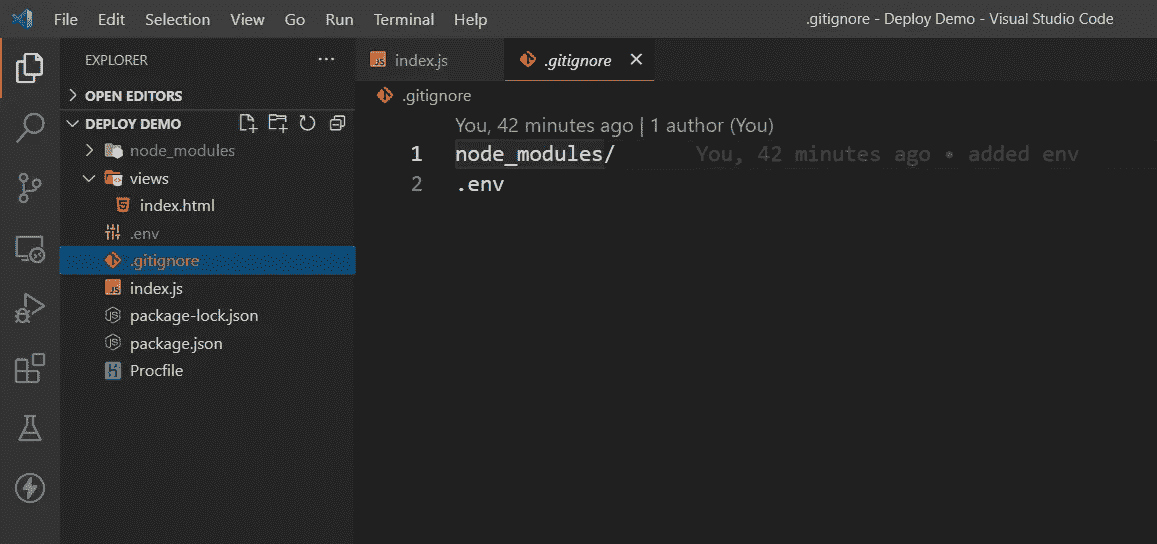 File Edit Selection View Go Run Terminal Help .gitignore - Deploy Demo - Visual Studio Code
EXPLORER ···
index.js
.gitignore ×
OPEN EDITORS
DEPLOY DEMO
node_modules
views
index.html
.env
.gitignore
index.js
package-lock.json
package.json
Procfile
.gitignore
You, 42 minutes ago | 1 author (You)
1 node_modules/ You, 42 minutes ago • added env
2 .env